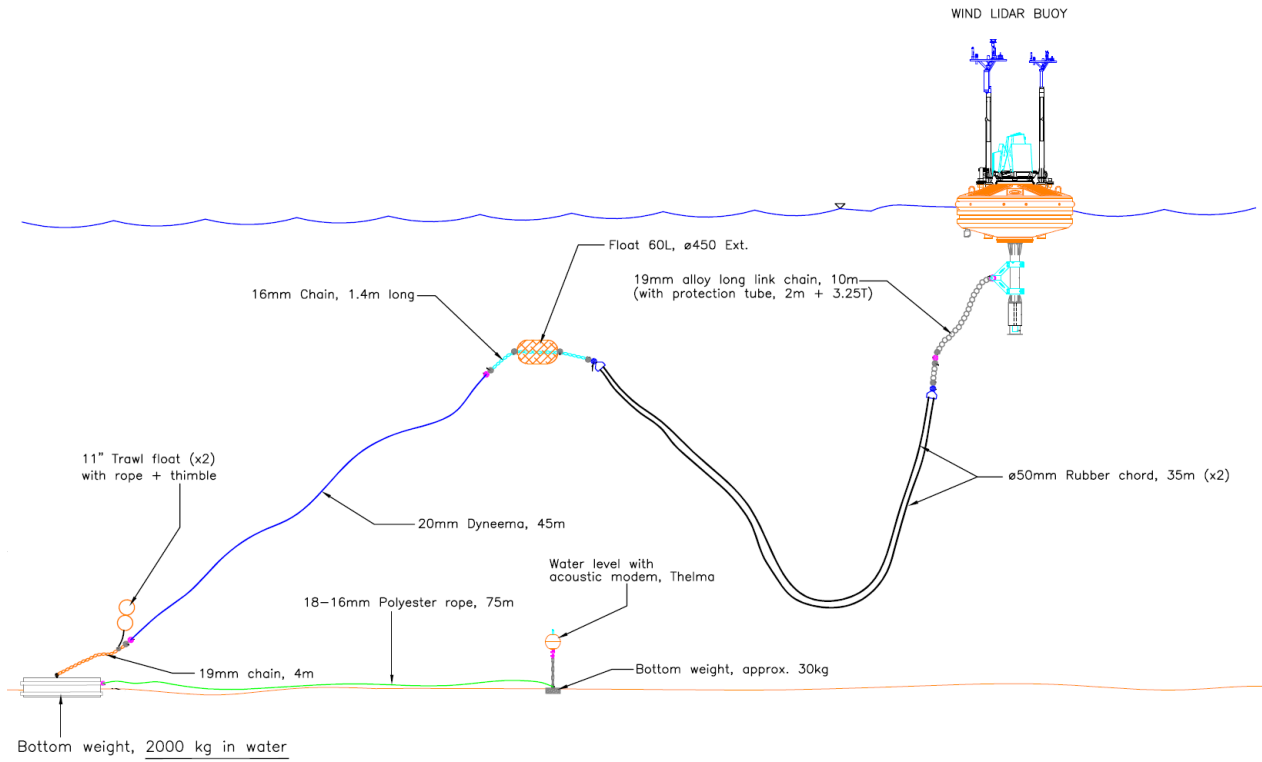 WIND LIDAR BUOY
Float 60L, ø450 Ext.
19mm alloy long link chain, 10m
(with protection tube, 2m + 3.25T)
16mm Chain, 1.4m long
11" Trawl float (x2)
with rope + thimble
ø50mm Rubber chord, 35m (x2)
20mm Dyneema, 45m
Water level with
acoustic modem, Thelma
18-16mm Polyester rope, 75m
19mm chain, 4m
Bottom weight, approx. 30kg
Bottom weight, 2000 kg in water